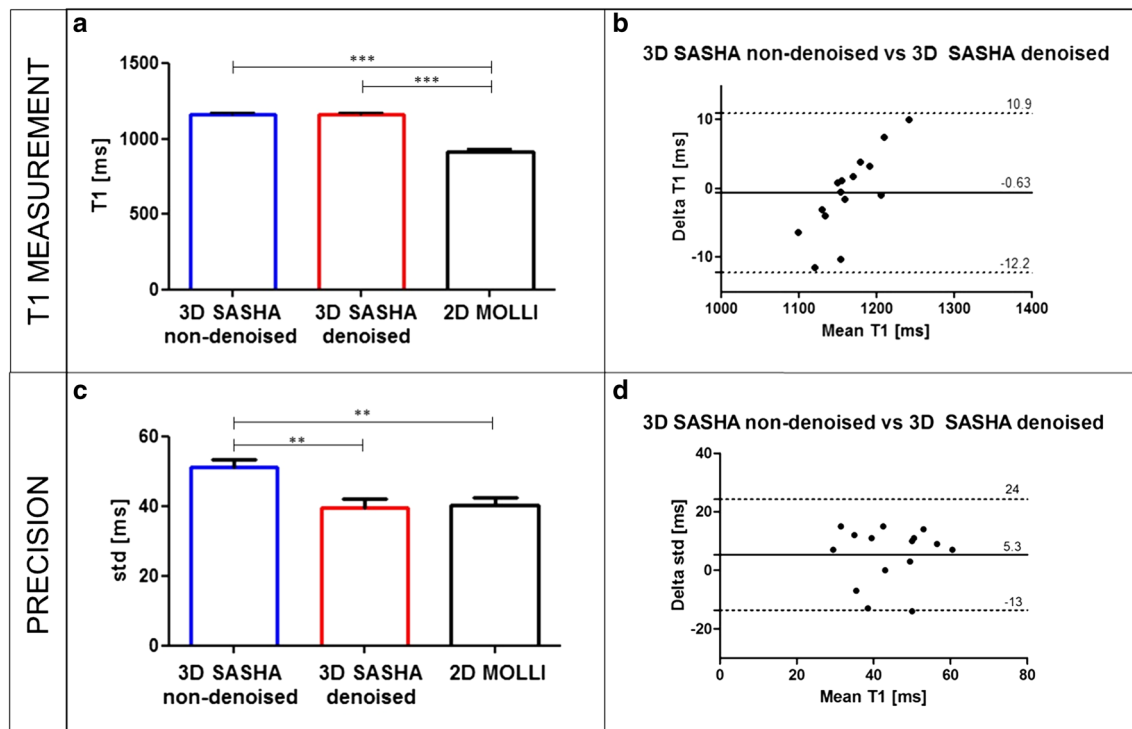 T1 MEASUREMENT
a
1500
1000
500
0
T1 [ms]
***
***
3D SASHA
non-denoised
3D SASHA
denoised
2D MOLLI
b
3D SASHA non-denoised vs 3D SASHA denoised
10
0
-10
Delta T1 [ms]
10.9
-0.63
-12.2
1000
1100
1200
1300
1400
Mean T1 [ms]
PRECISION
c
60
40
20
0
std [ms]
**
**
3D SASHA
non-denoised
3D SASHA
denoised
2D MOLLI
d
3D SASHA non-denoised vs 3D SASHA denoised
40
20
0
-20
Delta std [ms]
24
5.3
-13
0
20
40
60
80
Mean T1 [ms]